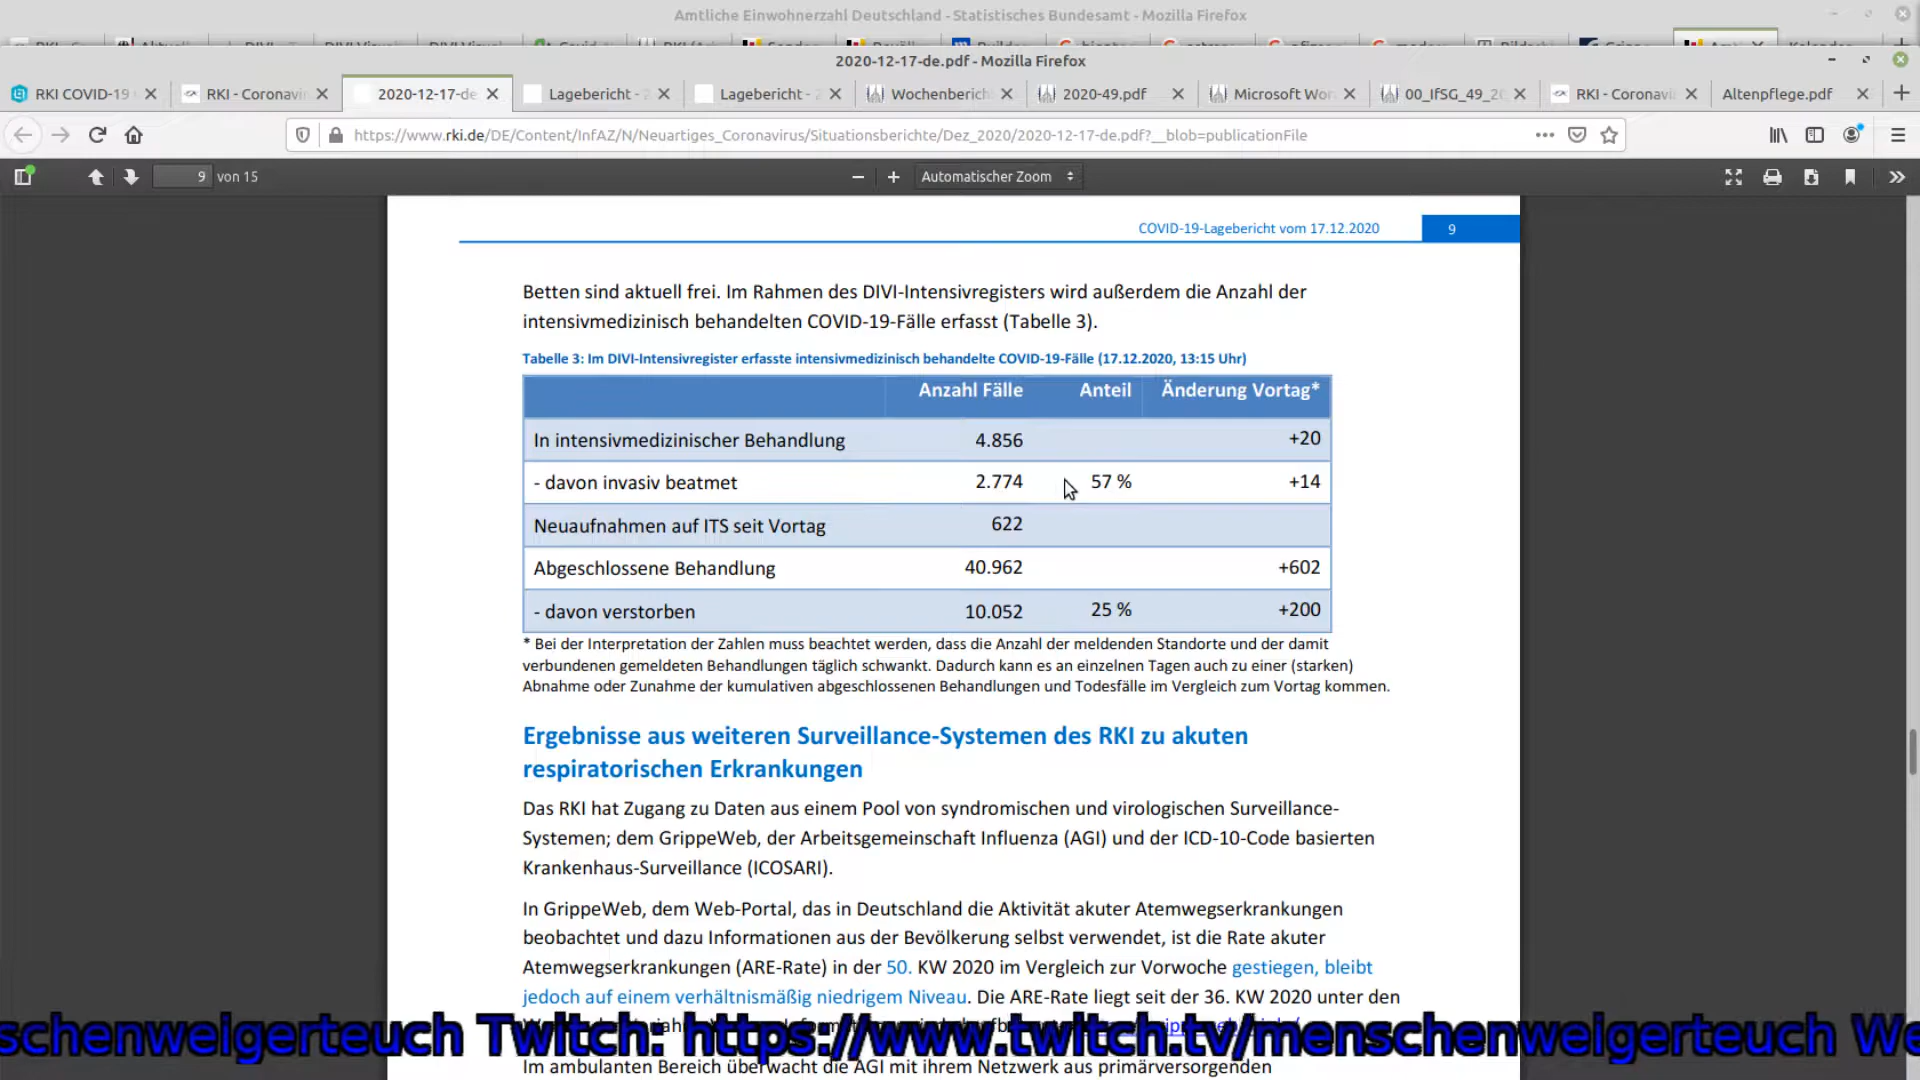 Amtliche Einwohnerzahl Deutschland - Statistisches Bundesamt - Mozilla Firefox
2020-12-17-de.pdf - Mozilla Firefox
RKI COVID-19
RKI - Coronavir
2020-12-17-de
Lagebericht -
Lagebericht -
Wochenberich
2020-49.pdf
Microsoft Wor
00_IfSG_49_20
RKI - Coronavi
Altenpflege.pdf
https://www.rki.de/DE/Content/InfAZ/N/Neuartiges_Coronavirus/Situationsberichte/Dez_2020/2020-12-17-de.pdf?__blob=publicationFile
9 von 15
Automatischer Zoom
COVID-19-Lagebericht vom 17.12.2020 9
Betten sind aktuell frei. Im Rahmen des DIVI-Intensivregisters wird außerdem die Anzahl der
intensivmedizinisch behandelten COVID-19-Fälle erfasst (Tabelle 3).
Tabelle 3: Im DIVI-Intensivregister erfasste intensivmedizinisch behandelte COVID-19-Fälle (17.12.2020, 13:15 Uhr)
Anzahl Fälle Anteil Änderung Vortag*
In intensivmedizinischer Behandlung 4.856 +20
- davon invasiv beatmet 2.774 57 % +14
Neuaufnahmen auf ITS seit Vortag 622
Abgeschlossene Behandlung 40.962 +602
- davon verstorben 10.052 25 % +200
* Bei der Interpretation der Zahlen muss beachtet werden, dass die Anzahl der meldenden Standorte und der damit
verbundenen gemeldeten Behandlungen täglich schwankt. Dadurch kann es an einzelnen Tagen auch zu einer (starken)
Abnahme oder Zunahme der kumulativen abgeschlossenen Behandlungen und Todesfälle im Vergleich zum Vortag kommen.
Ergebnisse aus weiteren Surveillance-Systemen des RKI zu akuten
respiratorischen Erkrankungen
Das RKI hat Zugang zu Daten aus einem Pool von syndromischen und virologischen Surveillance-
Systemen; dem GrippeWeb, der Arbeitsgemeinschaft Influenza (AGI) und der ICD-10-Code basierten
Krankenhaus-Surveillance (ICOSARI).
In GrippeWeb, dem Web-Portal, das in Deutschland die Aktivität akuter Atemwegserkrankungen
beobachtet und dazu Informationen aus der Bevölkerung selbst verwendet, ist die Rate akuter
Atemwegserkrankungen (ARE-Rate) in der 50. KW 2020 im Vergleich zur Vorwoche gestiegen, bleibt
jedoch auf einem verhältnismäßig niedrigem Niveau. Die ARE-Rate liegt seit der 36. KW 2020 unter den
schenweigerteuch Twitch: https://www.twitch.tv/menschenweigerteuch We
Im ambulanten Bereich überwacht die AGI mit ihrem Netzwerk aus primärversorgenden